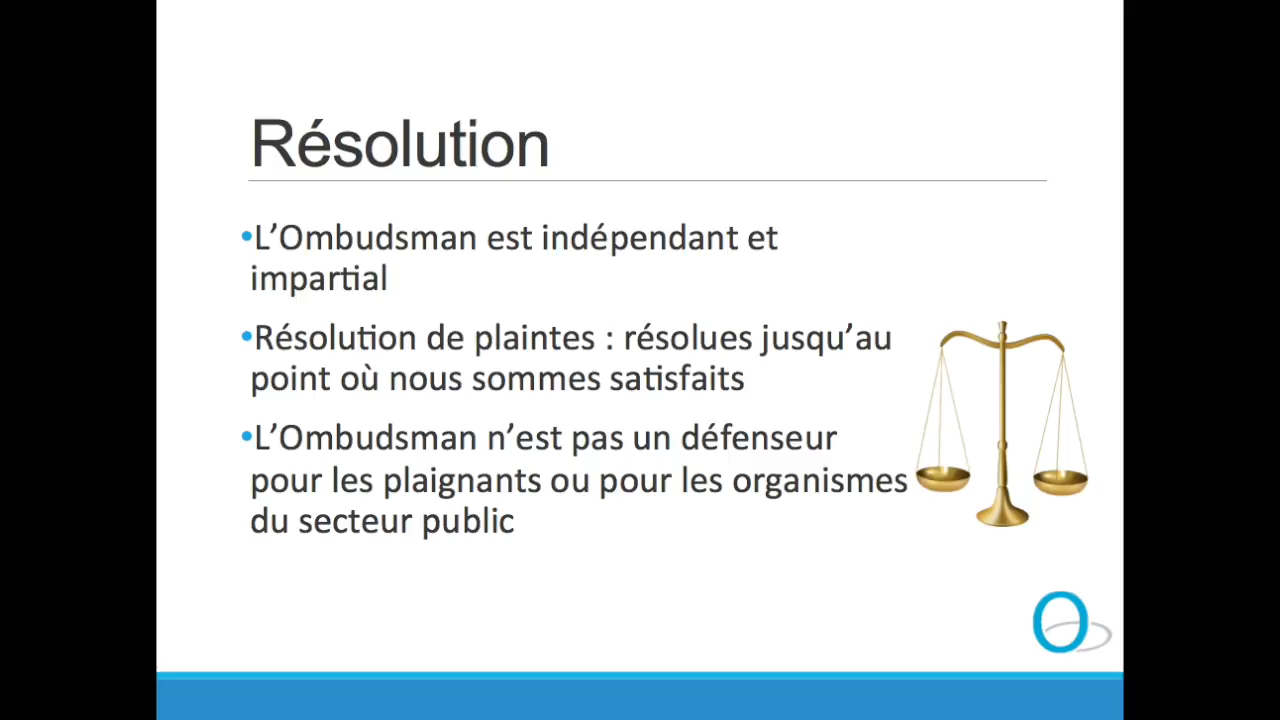 Résolution
•L’Ombudsman est indépendant et
impartial
•Résolution de plaintes : résolues jusqu’au
point où nous sommes satisfaits
•L’Ombudsman n’est pas un défenseur
pour les plaignants ou pour les organismes
du secteur public